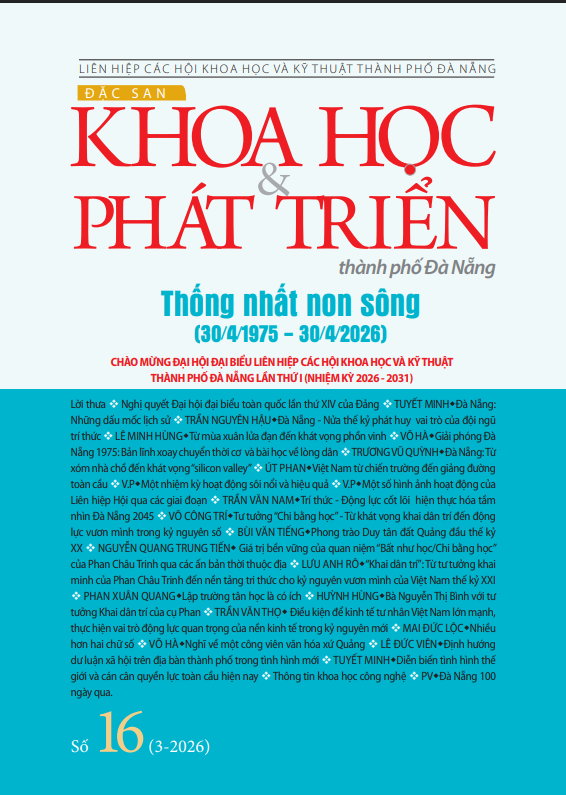 LIÊN HIỆP CÁC HỘI KHOA HỌC VÀ KỸ THUẬT THÀNH PHỐ ĐÀ NẴNG
ĐẶC SAN
KHOA HỌC
&
PHÁT TRIỂN
thành phố Đà Nẵng
Thống nhất non sông
(30/4/1975 – 30/4/2026)
CHÀO MỪNG ĐẠI HỘI ĐẠI BIỂU LIÊN HIỆP CÁC HỘI KHOA HỌC VÀ KỸ THUẬT
THÀNH PHỐ ĐÀ NẴNG LẦN THỨ I (NHIỆM KỲ 2026 - 2031)
Lời thưa ❖ Nghị quyết Đại hội đại biểu toàn quốc lần thứ XIV của Đảng ❖ TUYẾT MINH◆Đà Nẵng:
Những dấu mốc lịch sử ❖ TRẦN NGUYÊN HẬU◆Đà Nẵng - Nửa thế kỷ phát huy vai trò của đội ngũ
trí thức ❖ LÊ MINH HÙNG◆Từ mùa xuân lửa đạn đến khát vọng phồn vinh ❖ VÕ HÀ◆Giải phóng Đà
Nẵng 1975: Bản lĩnh xoay chuyển thời cơ và bài học về lòng dân ❖ TRƯƠNG VŨ QUỲNH◆Đà Nẵng: Từ
xóm nhà chồ đến khát vọng "silicon valley" ❖ ÚT PHAN◆Việt Nam từ chiến trường đến giảng đường
toàn cầu ❖ V.P◆Một nhiệm kỳ hoạt động sôi nổi và hiệu quả ❖ V.P◆Một số hình ảnh hoạt động của
Liên hiệp Hội qua các giai đoạn ❖ TRẦN VĂN NAM◆Trí thức - Động lực cốt lõi hiện thực hóa tầm
nhìn Đà Nẵng 2045 ❖ VÕ CÔNG TRÍ◆Tư tưởng "Chi bằng học" - Từ khát vọng khai dân trí đến động
lực vươn mình trong kỷ nguyên số ❖ BÙI VĂN TIẾNG◆Phong trào Duy tân đất Quảng đầu thế kỷ
XX ❖ NGUYỄN QUANG TRUNG TIẾN◆ Giá trị bền vững của quan niệm "Bất như học/Chi bằng học"
của Phan Châu Trinh qua các ấn bản thời thuộc địa ❖ LƯU ANH RÔ◆"Khai dân trí": Từ tư tưởng khai
minh của Phan Châu Trinh đến nền tảng tri thức cho kỷ nguyên vươn mình của Việt Nam thế kỷ XXI
❖ PHAN XUÂN QUANG◆Lập trường tân học là có ích ❖ HUỲNH HÙNG◆Bà Nguyễn Thị Bình với tư
tưởng Khai dân trí của cụ Phan ❖ TRẦN VĂN THỌ◆ Điều kiện để kinh tế tư nhân Việt Nam lớn mạnh,
thực hiện vai trò động lực quan trọng của nền kinh tế trong kỷ nguyên mới ❖ MAI ĐỨC LỘC◆Nhiều
hơn hai chữ số ❖ VÕ HÀ◆Nghĩ về một công viên văn hóa xứ Quảng ❖ LÊ ĐỨC VIÊN◆Định hướng
dư luận xã hội trên địa bàn thành phố trong tình hình mới ❖ TUYẾT MINH◆Diễn biến tình hình thế
giới và cán cân quyền lực toàn cầu hiện nay ❖ Thông tin khoa học công nghệ ❖ PV◆Đà Nẵng 100
ngày qua.
Số 16 (3-2026)